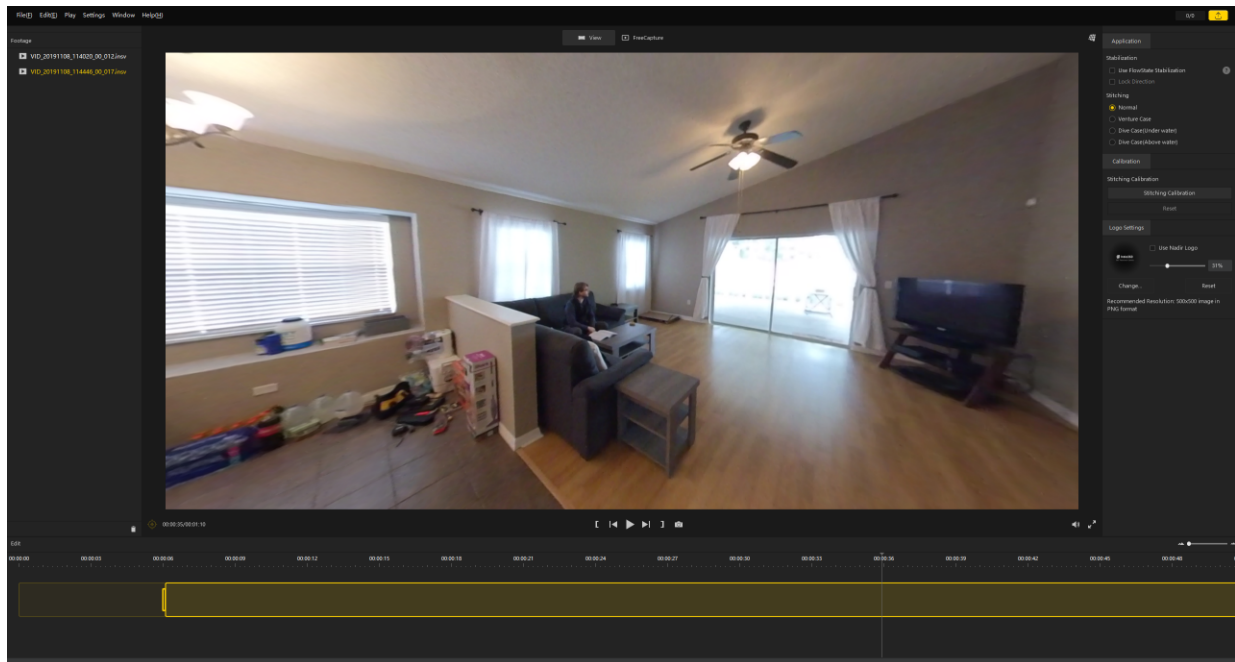 File(F) Edit(E) Play Settings Window Help(H)
0/0
Footage
VID_20191108_114020_00_012.insv
VID_20191108_114448_00_017.insv
View FreeCapture
Application
Stabilization
Use FlowState Stabilization ?
Lock Direction
Stitching
Normal
Venture Case
Dive Case(Under water)
Dive Case(Above water)
Calibration
Stitching Calibration
Stitching Calibration
Reset
Logo Settings
Use Nadir Logo
31%
Change... Reset
Recommended Resolution: 500x500 image in
PNG format
00:00:35/00:01:10
Edit
00:00:00 00:00:03 00:00:06 00:00:09 00:00:12 00:00:15 00:00:18 00:00:21 00:00:24 00:00:27 00:00:30 00:00:33 00:00:36 00:00:39 00:00:42 00:00:45 00:00:48